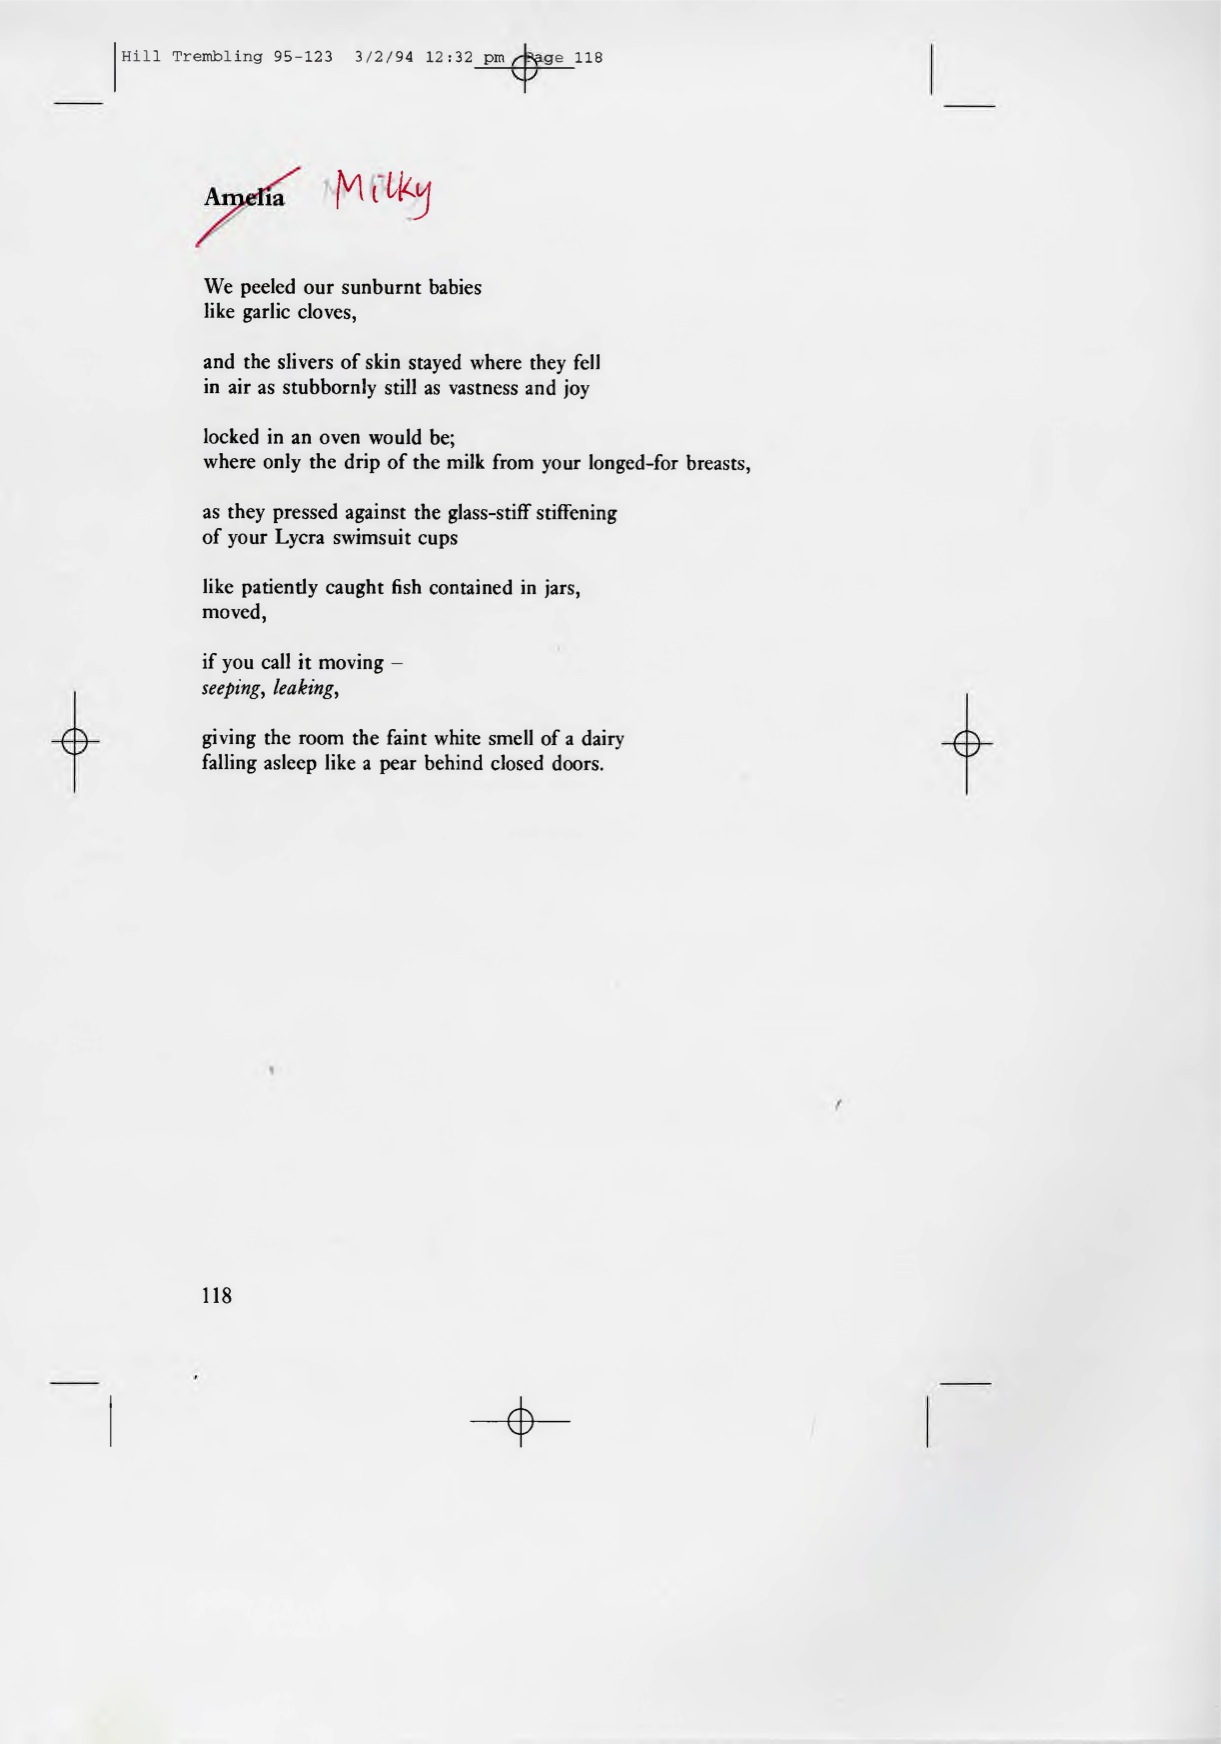 Hill Trembling 95-123 3/2/94 12:32 pm Page 118
Amelia Milky
We peeled our sunburnt babies
like garlic cloves,
and the slivers of skin stayed where they fell
in air as stubbornly still as vastness and joy
locked in an oven would be;
where only the drip of the milk from your longed-for breasts,
as they pressed against the glass-stiff stiffening
of your Lycra swimsuit cups
like patiently caught fish contained in jars,
moved,
if you call it moving –
seeping, leaking,
giving the room the faint white smell of a dairy
falling asleep like a pear behind closed doors.
118